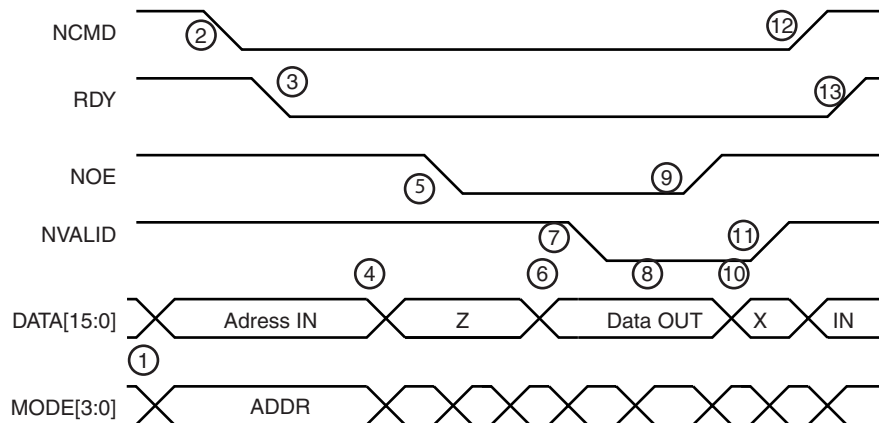 NCMD 2 12
RDY 3 13
NOE 5 9
NVALID 7 11
4 6 8 10
DATA[15:0] Adress IN Z Data OUT X IN
1
MODE[3:0] ADDR